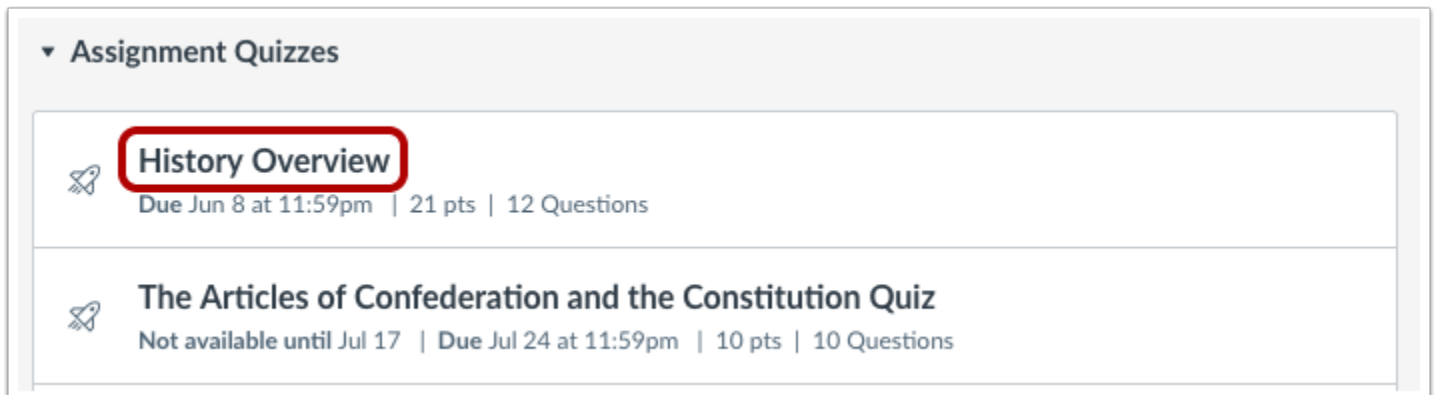 Assignment Quizzes
History Overview
Due Jun 8 at 11:59pm | 21 pts | 12 Questions
The Articles of Confederation and the Constitution Quiz
Not available until Jul 17 | Due Jul 24 at 11:59pm | 10 pts | 10 Questions